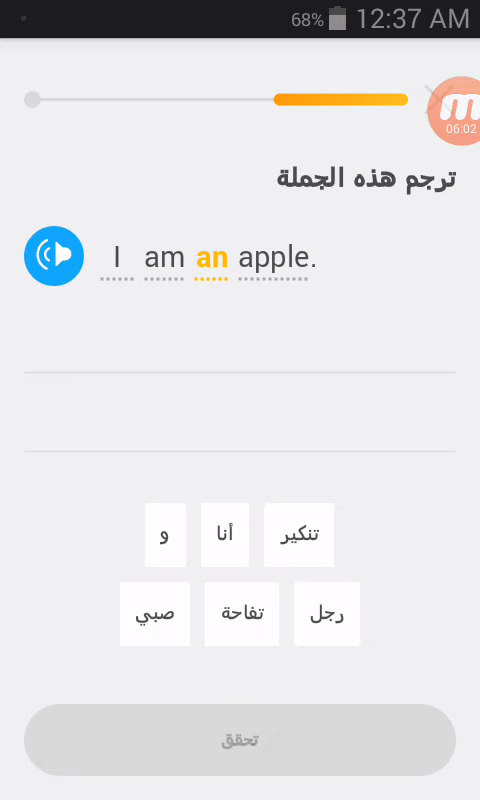 68% 12:37 AM
m
06:02
ترجم هذه الجملة
I am an apple.
تنكير أنا و
رجل تفاحة صبي
تحقق